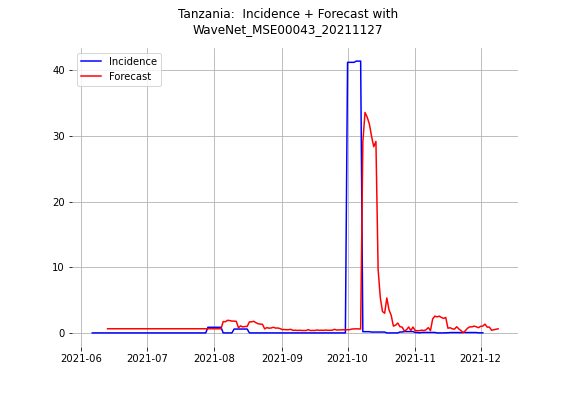 Tanzania:  Incidence + Forecast with
WaveNet_MSE00043_20211127
Incidence
Forecast
40
30
20
10
0
2021-06 2021-07 2021-08 2021-09 2021-10 2021-11 2021-12